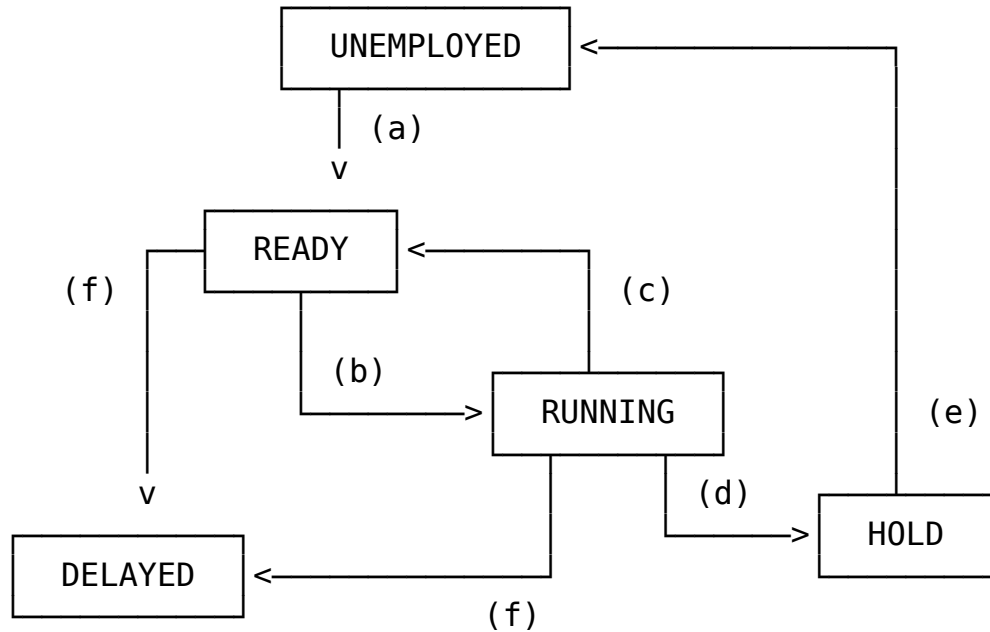 UNEMPLOYED
(a)
READY
(f)
(c)
(b)
RUNNING
(e)
(d)
HOLD
DELAYED
(f)